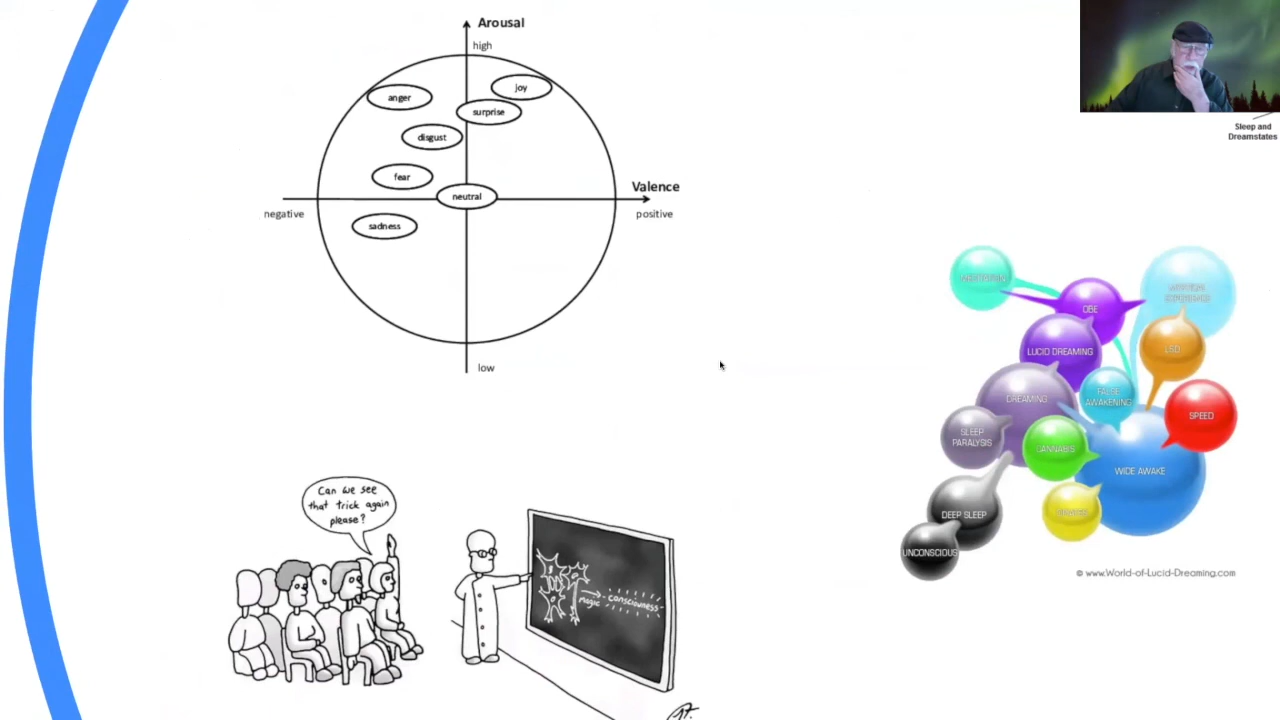 Arousal
high
joy
anger
surprise
disgust
fear
Valence
neutral
negative
positive
sadness
low
Sleep and
Dreamstates
OBE
LUCID DREAMING
LSD
DREAMING
FALSE
AWAKENING
SPEED
SLEEP
PARALYSIS
CANNABIS
WIDE AWAKE
DEEP SLEEP
UNCONSCIOUS
© www.World-of-Lucid-Dreaming.com
Can we see
that trick again
please?
magic
consciousness